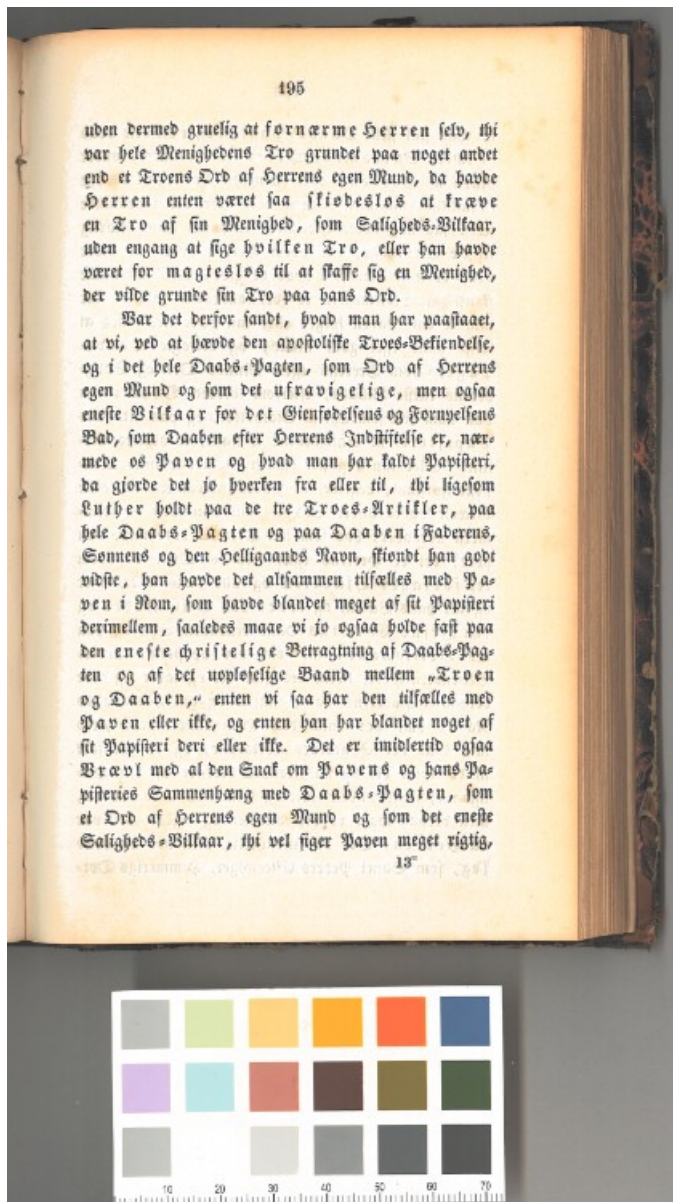 195
uden dermed gruelig at fornærme Herren selv, thi
var hele Menighedens Tro grundet paa noget andet
end et Troens Ord af Herrens egen Mund, da havde
Herren enten været saa skiødesløs at kræve
en Tro af sin Menighed, som Saligheds-Vilkaar,
uden engang at sige hvilken Tro, eller han havde
været for magtesløs til at skaffe sig en Menighed,
der vilde grunde sin Tro paa hans Ord.
Var det derfor sandt, hvad man har paastaaet,
at vi, ved at hævde den apostoliske Troes-Bekiendelse,
og i det hele Daabs-Pagten, som Ord af Herrens
egen Mund og som det ufravigelige, men ogsaa
eneste Vilkaar for det Gienfødelsens og Fornyelsens
Bad, som Daaben efter Herrens Indstiftelse er, nær-
mede os Paven og hvad man har kaldt Papisteri,
da gjorde det jo hverken fra eller til, thi ligesom
Luther holdt paa de tre Troes-Artikler, paa
hele Daabs-Pagten og paa Daaben i Faderens,
Sønnens og den Helligaands Navn, skiøndt han godt
vidste, han havde det altsammen tilfælles med Pa-
ven i Rom, som havde blandet meget af sit Papisteri
derimellem, saaledes maae vi jo ogsaa holde fast paa
den eneste christelige Betragtning af Daabs-Pag-
ten og af det uopløselige Baand mellem „Troen
og Daaben,“ enten vi saa har den tilfælles med
Paven eller ikke, og enten han har blandet noget af
sit Papisteri deri eller ikke. Det er imidlertid ogsaa
Vrævl med al den Snak om Pavens og hans Pa-
pisteries Sammenhæng med Daabs-Pagten, som
et Ord af Herrens egen Mund og som det eneste
Saligheds-Vilkaar, thi vel siger Paven meget rigtig,
13*
10 20 30 40 50 60 70